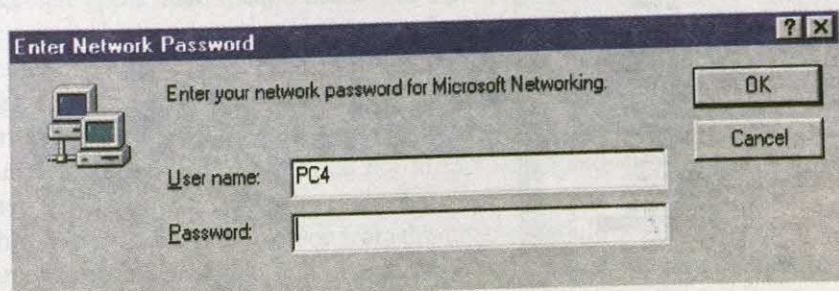 Enter Network Password
Enter your network password for Microsoft Networking.
OK
Cancel
User name: PC4
Password: